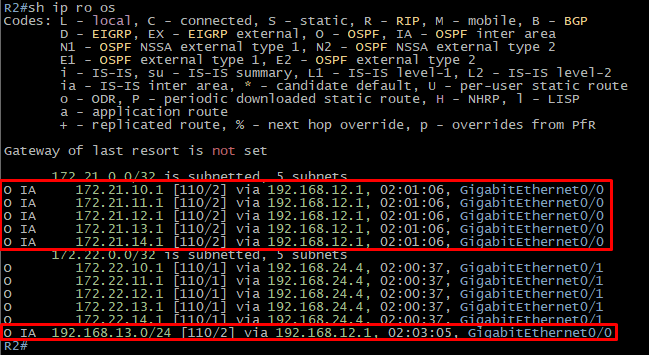 R2#sh ip ro os
Codes: L - local, C - connected, S - static, R - RIP, M - mobile, B - BGP
D - EIGRP, EX - EIGRP external, O - OSPF, IA - OSPF inter area
N1 - OSPF NSSA external type 1, N2 - OSPF NSSA external type 2
E1 - OSPF external type 1, E2 - OSPF external type 2
i - IS-IS, su - IS-IS summary, L1 - IS-IS level-1, L2 - IS-IS level-2
ia - IS-IS inter area, * - candidate default, U - per-user static route
o - ODR, P - periodic downloaded static route, H - NHRP, l - LISP
a - application route
+ - replicated route, % - next hop override, p - overrides from PfR
Gateway of last resort is not set
172.21.0.0/32 is subnetted, 5 subnets
O IA 172.21.10.1 [110/2] via 192.168.12.1, 02:01:06, GigabitEthernet0/0
O IA 172.21.11.1 [110/2] via 192.168.12.1, 02:01:06, GigabitEthernet0/0
O IA 172.21.12.1 [110/2] via 192.168.12.1, 02:01:06, GigabitEthernet0/0
O IA 172.21.13.1 [110/2] via 192.168.12.1, 02:01:06, GigabitEthernet0/0
O IA 172.21.14.1 [110/2] via 192.168.12.1, 02:01:06, GigabitEthernet0/0
172.22.0.0/32 is subnetted, 5 subnets
O 172.22.10.1 [110/1] via 192.168.24.4, 02:00:37, GigabitEthernet0/1
O 172.22.11.1 [110/1] via 192.168.24.4, 02:00:37, GigabitEthernet0/1
O 172.22.12.1 [110/1] via 192.168.24.4, 02:00:37, GigabitEthernet0/1
O 172.22.13.1 [110/1] via 192.168.24.4, 02:00:37, GigabitEthernet0/1
O 172.22.14.1 [110/1] via 192.168.24.4, 02:00:37, GigabitEthernet0/1
O IA 192.168.13.0/24 [110/2] via 192.168.12.1, 02:03:05, GigabitEthernet0/0
R2#